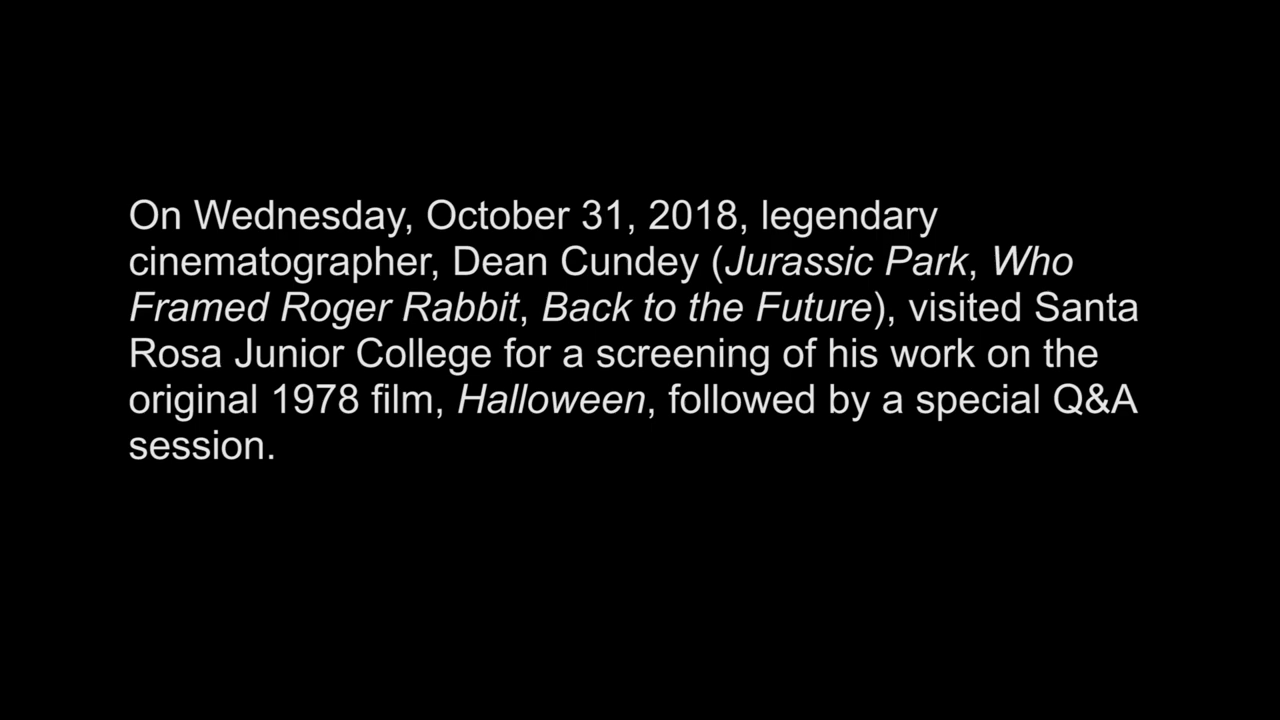 On Wednesday, October 31, 2018, legendary
cinematographer, Dean Cundey (Jurassic Park, Who
Framed Roger Rabbit, Back to the Future), visited Santa
Rosa Junior College for a screening of his work on the
original 1978 film, Halloween, followed by a special Q&A
session.